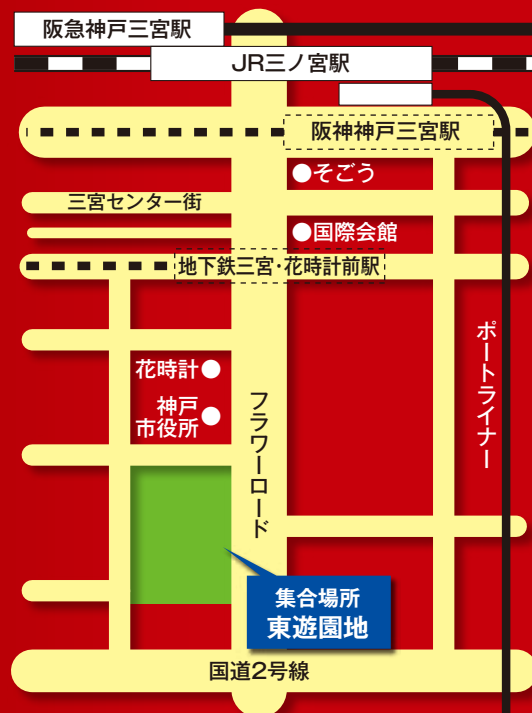 阪急神戸三宮駅
JR三ノ宮駅
阪神神戸三宮駅
●そごう
三宮センター街
●国際会館
地下鉄三宮・花時計前駅
ポートライナー
花時計●
神戸
市役所●
フラワーロード
集合場所
東遊園地
国道2号線